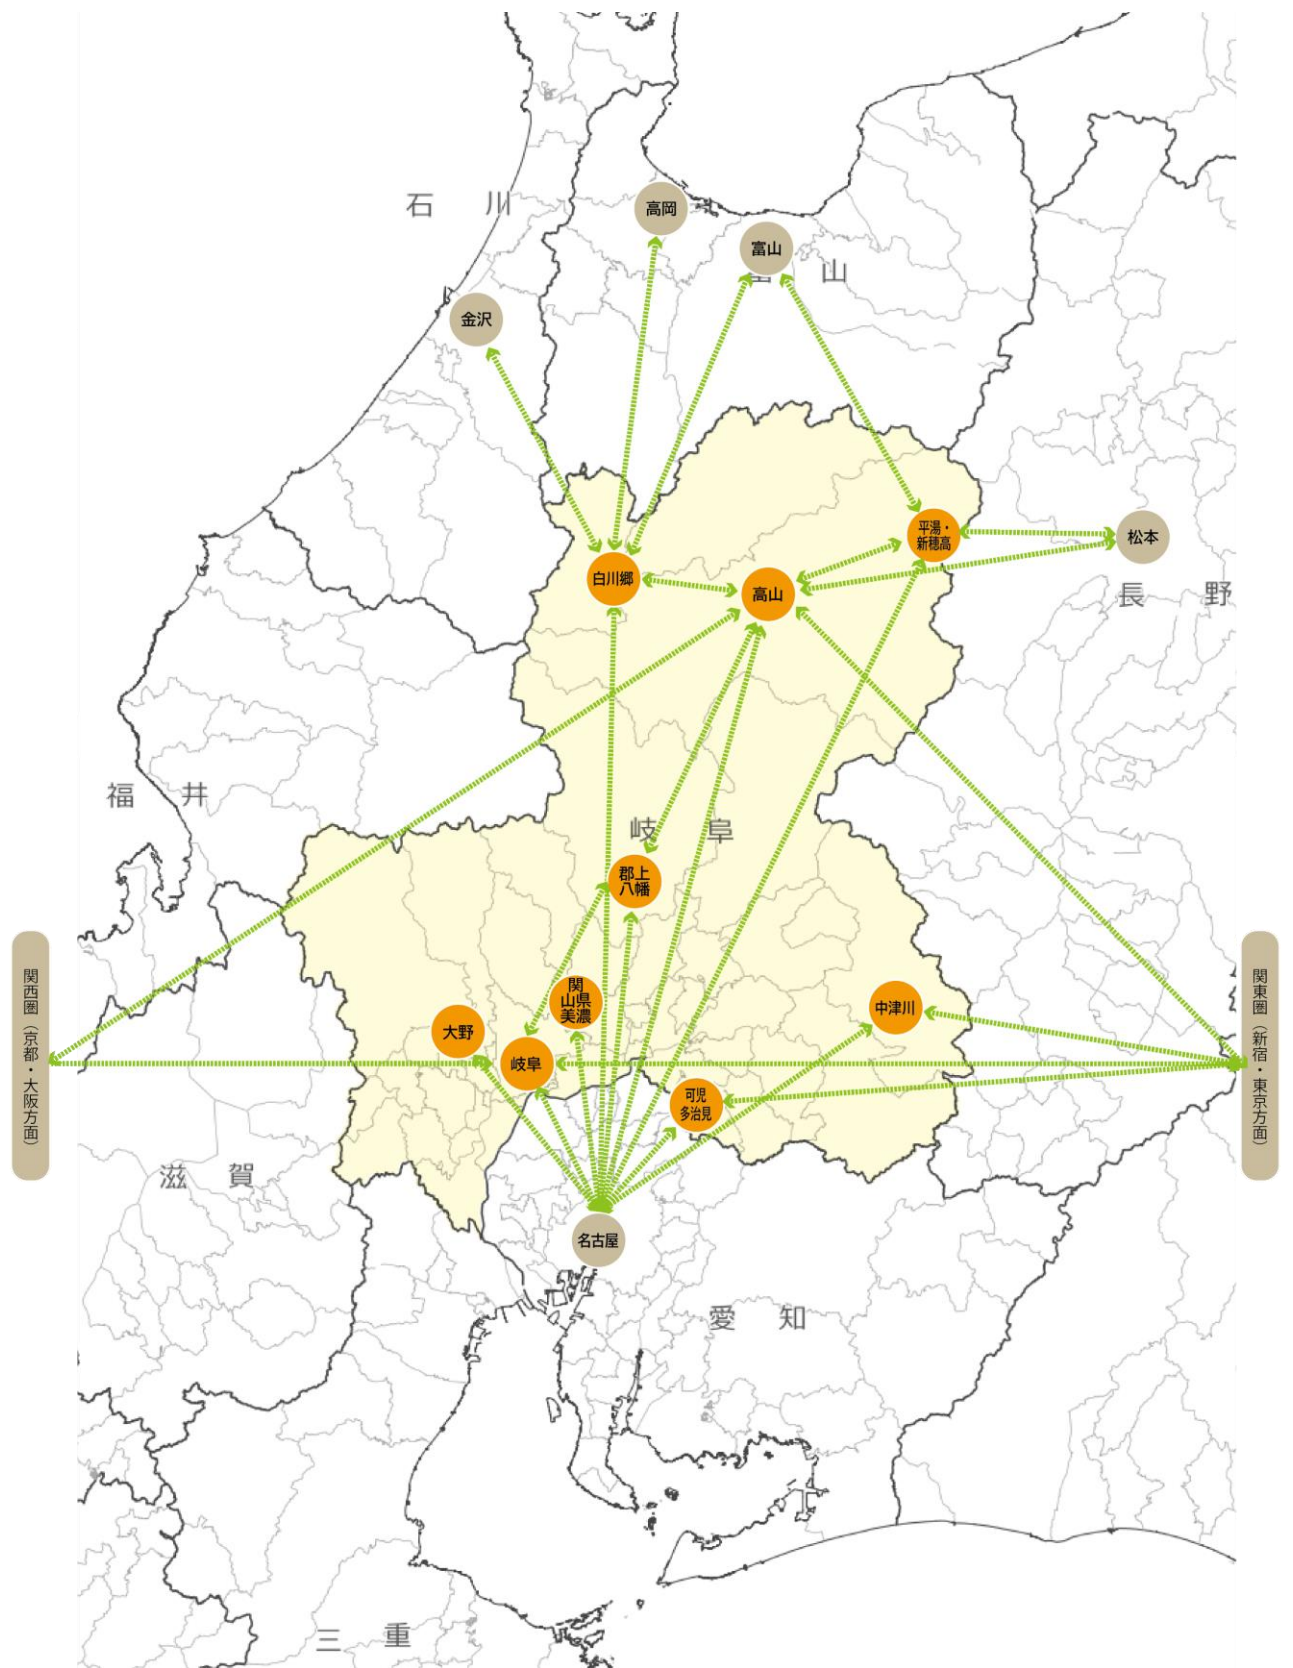 石川
高岡
富山
富山
金沢
平湯・
新穂高
松本
白川郷
高山
長野
福井
岐阜
郡上
八幡
関西圏（京都・大阪方面）
関東圏（新宿・東京方面）
関
山県
美濃
中津川
大野
岐阜
可児
多治見
滋賀
名古屋
愛知
三重